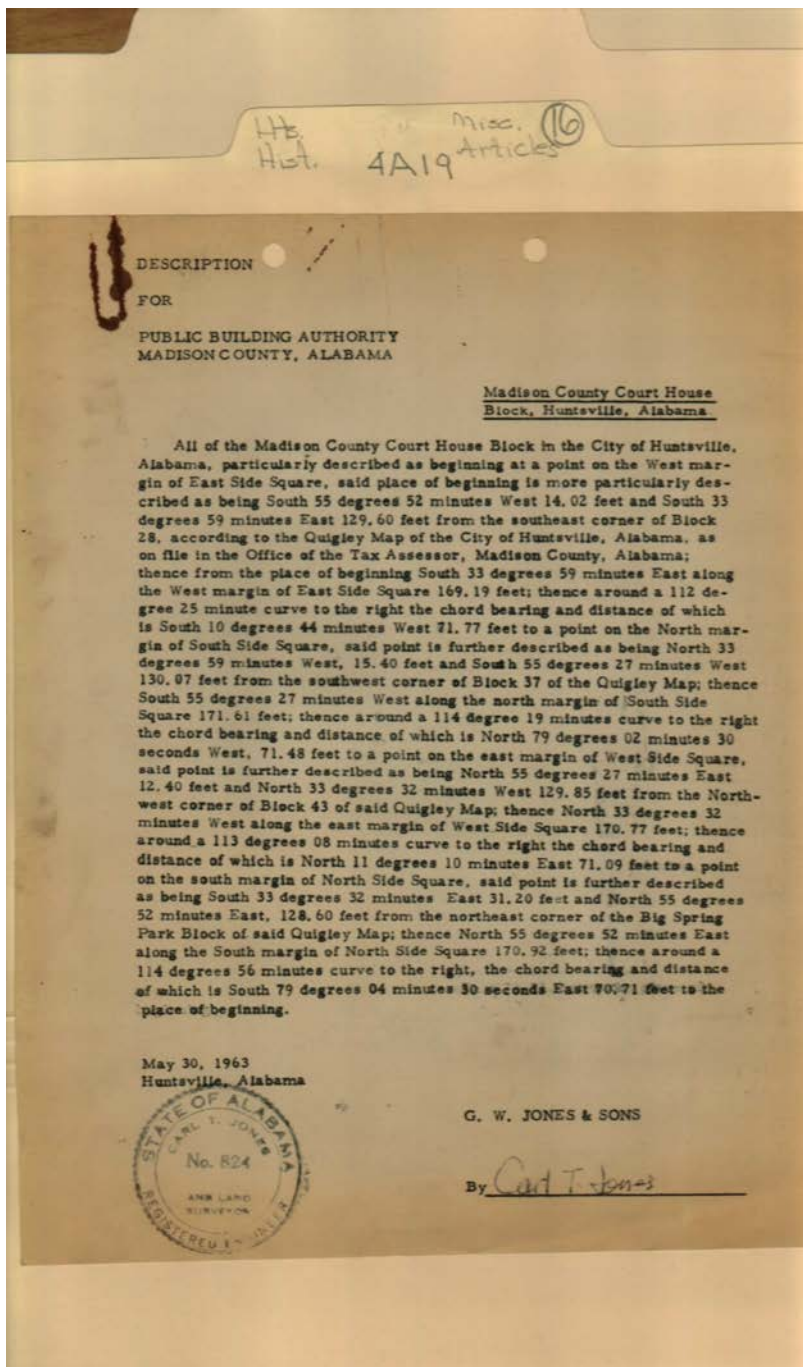 Hts. Misc. 16
Hist. 4A19 Articles
DESCRIPTION
FOR
PUBLIC BUILDING AUTHORITY
MADISON COUNTY, ALABAMA
Madison County Court House
Block, Huntsville, Alabama
All of the Madison County Court House Block in the City of Huntsville,
Alabama, particularly described as beginning at a point on the West mar-
gin of East Side Square, said place of beginning is more particularly des-
cribed as being South 55 degrees 52 minutes West 14.02 feet and South 33
degrees 59 minutes East 129.60 feet from the southeast corner of Block
28, according to the Quigley Map of the City of Huntsville, Alabama, as
on file in the Office of the Tax Assessor, Madison County, Alabama;
thence from the place of beginning South 33 degrees 59 minutes East along
the West margin of East Side Square 169.19 feet; thence around a 112 de-
gree 25 minute curve to the right the chord bearing and distance of which
is South 10 degrees 44 minutes West 71.77 feet to a point on the North mar-
gin of South Side Square, said point is further described as being North 33
degrees 59 minutes West, 15.40 feet and South 55 degrees 27 minutes West
130.07 feet from the southwest corner of Block 37 of the Quigley Map; thence
South 55 degrees 27 minutes West along the north margin of South Side
Square 171.61 feet; thence around a 114 degree 19 minutes curve to the right
the chord bearing and distance of which is North 79 degrees 02 minutes 30
seconds West, 71.48 feet to a point on the east margin of West Side Square,
said point is further described as being North 55 degrees 27 minutes East
12.40 feet and North 33 degrees 32 minutes West 129.85 feet from the North-
west corner of Block 43 of said Quigley Map; thence North 33 degrees 32
minutes West along the east margin of West Side Square 170.77 feet; thence
around a 113 degrees 08 minutes curve to the right the chord bearing and
distance of which is North 11 degrees 10 minutes East 71.09 feet to a point
on the south margin of North Side Square, said point is further described
as being South 33 degrees 32 minutes East 31.20 feet and North 55 degrees
52 minutes East, 128.60 feet from the northeast corner of the Big Spring
Park Block of said Quigley Map; thence North 55 degrees 52 minutes East
along the South margin of North Side Square 170.92 feet; thence around a
114 degrees 56 minutes curve to the right, the chord bearing and distance
of which is South 79 degrees 04 minutes 30 seconds East 70.71 feet to the
place of beginning.
May 30, 1963
Huntsville, Alabama
STATE OF ALABAMA
CARL T. JONES
No. 824
AND LAND
SURVEYOR
REGISTERED
G. W. JONES & SONS
By Carl T. Jones